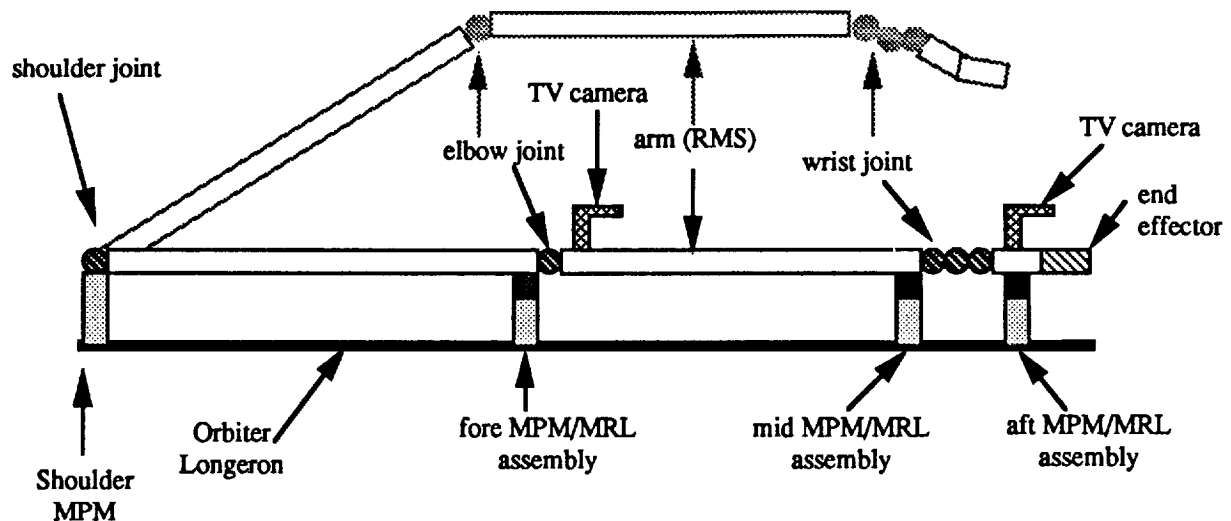 shoulder joint
TV camera
elbow joint
arm (RMS)
wrist joint
TV camera
end
effector
Shoulder
MPM
Orbiter
Longeron
fore MPM/MRL
assembly
mid MPM/MRL
assembly
aft MPM/MRL
assembly